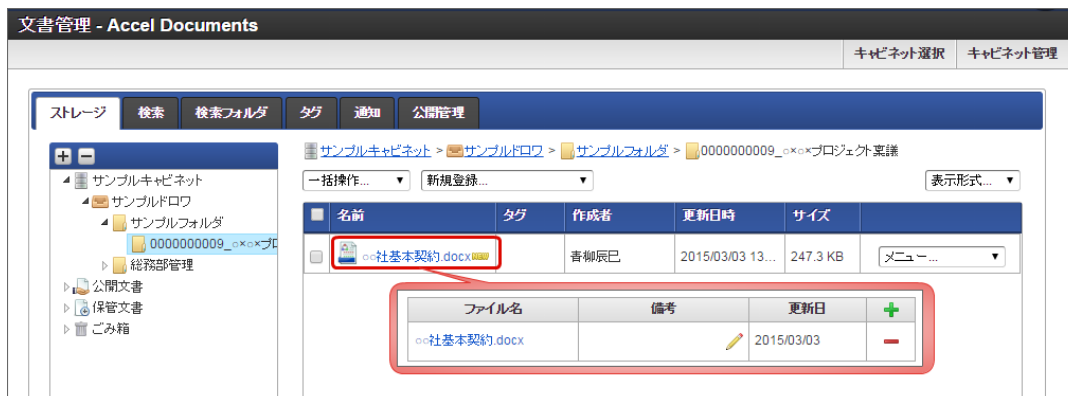 文書管理 - Accel Documents
キャビネット選択 キャビネット管理
ストレージ 検索 検索フォルダ タグ 通知 公開管理
サンプルキャビネット > サンプルドロワ > サンプルフォルダ > 0000000009_○×○×プロジェクト稟議
サンプルキャビネット
サンプルドロワ
サンプルフォルダ
0000000009_○×○×プロ
総務部管理
公開文書
保管文書
ごみ箱
一括操作... 新規登録... 表示形式...
名前 タグ 作成者 更新日時 サイズ
○○社基本契約.docx 青柳辰巳 2015/03/03 13... 247.3 KB メニュー...
ファイル名 備考 更新日
○○社基本契約.docx 2015/03/03